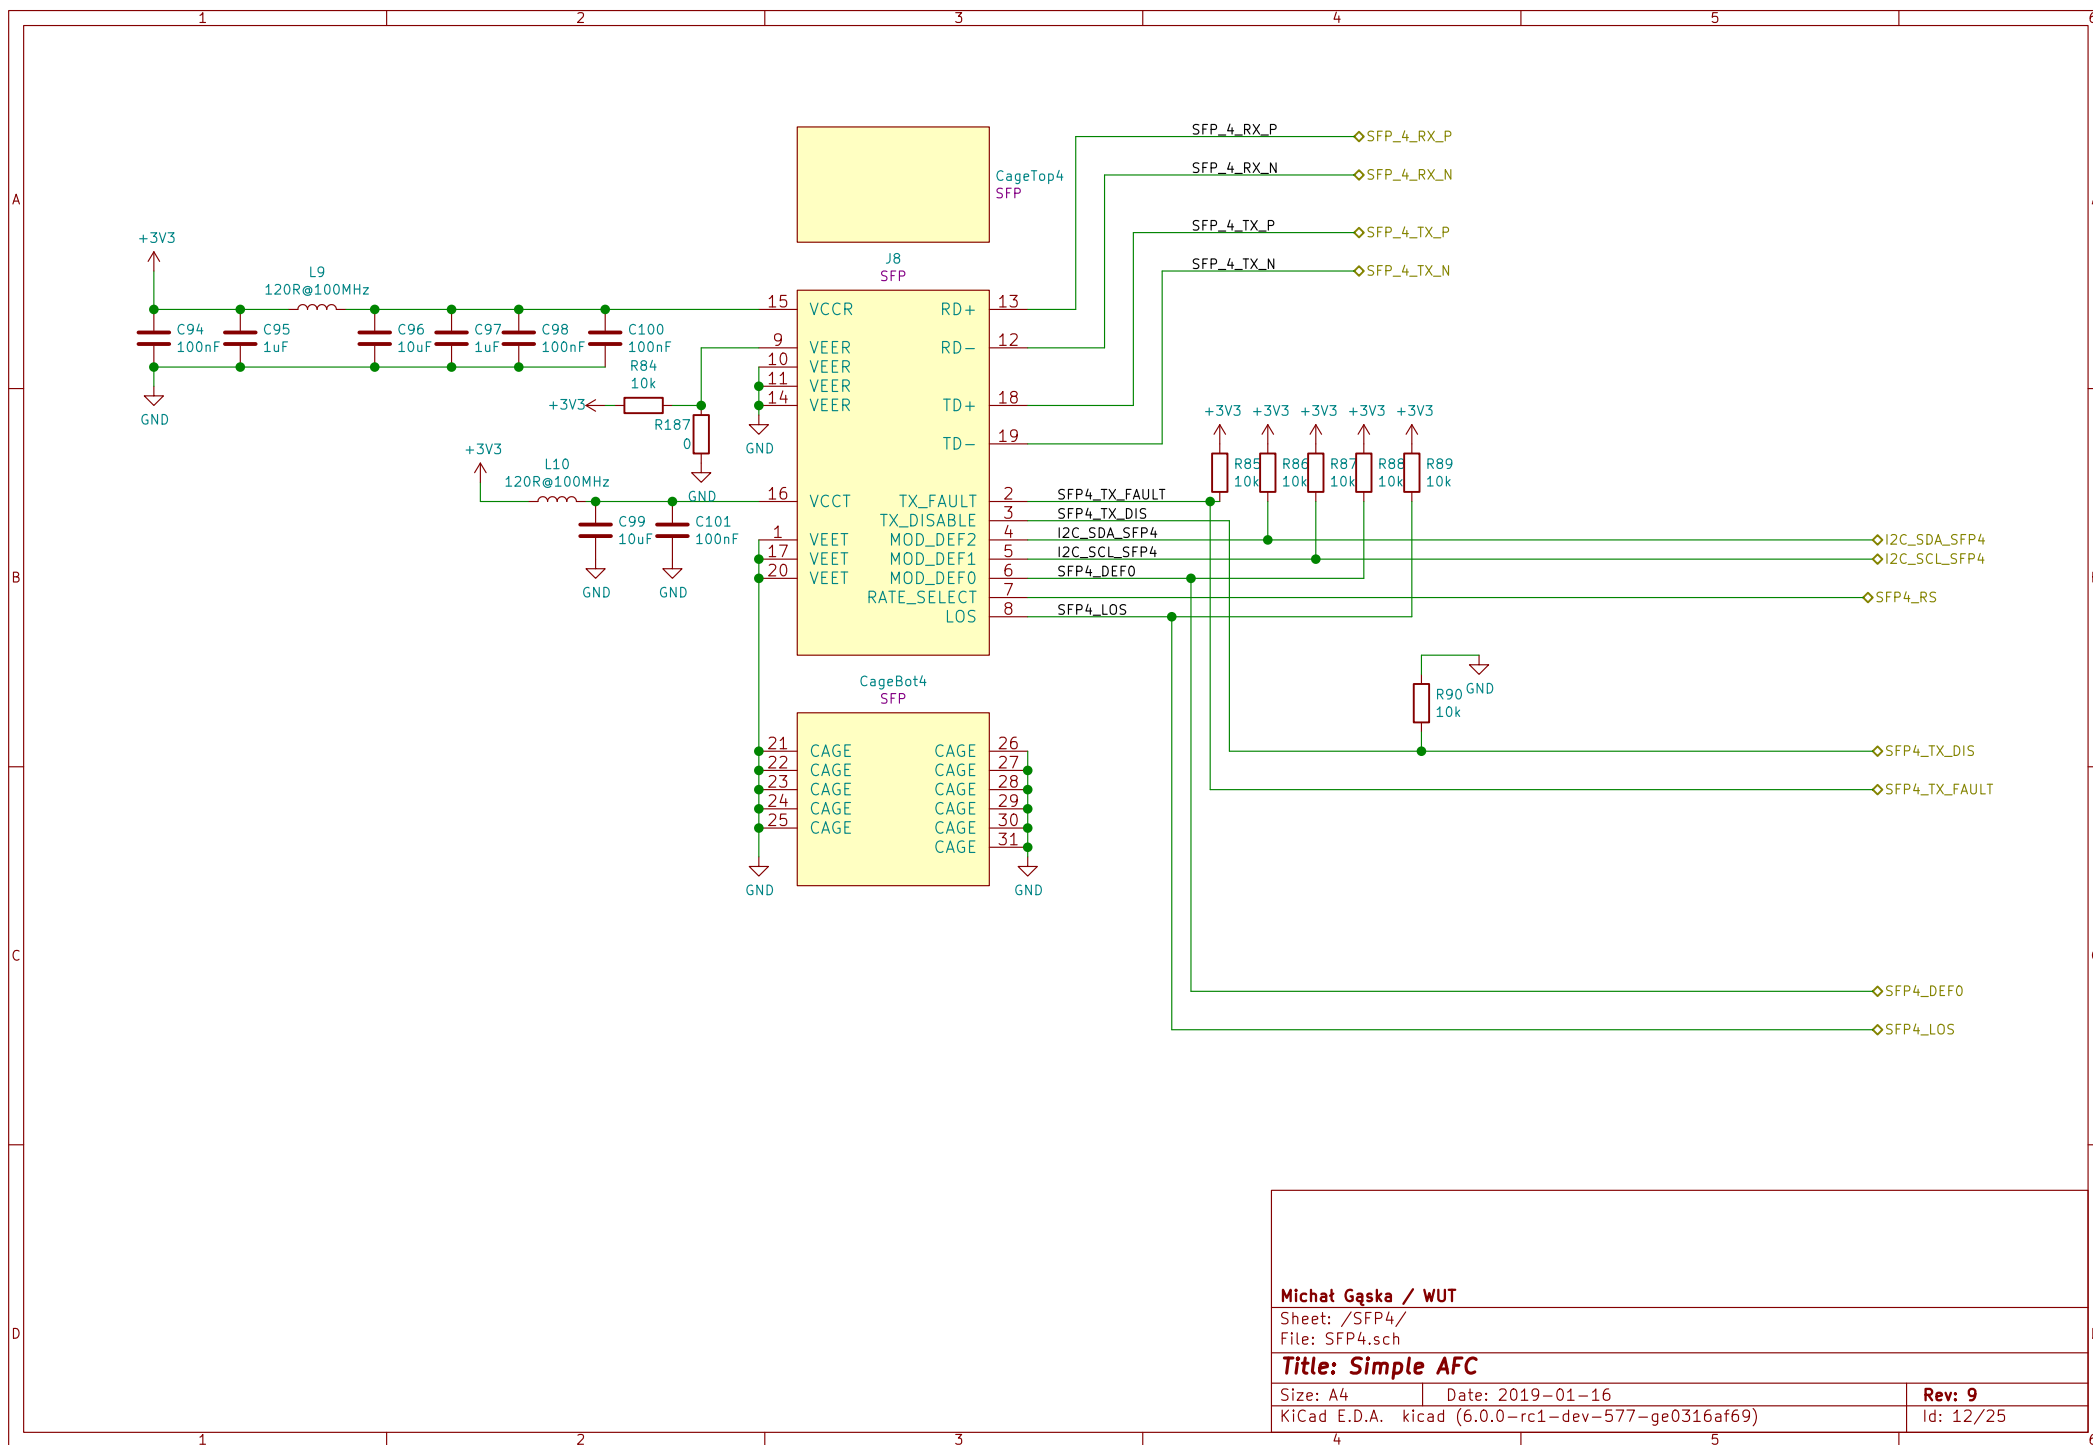 1 2 3 4 5 6
SFP_4_RX_P SFP_4_RX_P
SFP_4_RX_N SFP_4_RX_N
CageTop4
SFP
A
SFP_4_TX_P SFP_4_TX_P
+3V3
J8
SFP_4_TX_N SFP_4_TX_N
L9
SFP
120R@100MHz
15 VCCR RD+ 13
C94 C95 C96 C97 C98 C100
100nF 1uF 10uF 1uF 100nF 100nF
9 VEER RD- 12
10 VEER
R84
10k
11 VEER
+3V3 14 VEER TD+ 18
+3V3 +3V3 +3V3 +3V3 +3V3
GND
R187
0
TD- 19
GND
+3V3
L10
120R@100MHz
R85 R86 R87 R88 R89
10k 10k 10k 10k 10k
GND
16 VCCT TX_FAULT 2 SFP4_TX_FAULT
TX_DISABLE 3 SFP4_TX_DIS
C99 C101
10uF 100nF
1 VEET MOD_DEF2 4 I2C_SDA_SFP4 I2C_SDA_SFP4
17 VEET MOD_DEF1 5 I2C_SCL_SFP4 I2C_SCL_SFP4
B
20 VEET MOD_DEF0 6 SFP4_DEF0
GND GND
RATE_SELECT 7 SFP4_RS
LOS 8 SFP4_LOS
CageBot4
SFP
GND
R90
10k
21 CAGE CAGE 26 SFP4_TX_DIS
22 CAGE CAGE 27
23 CAGE CAGE 28 SFP4_TX_FAULT
24 CAGE CAGE 29
25 CAGE CAGE 30
CAGE 31
GND GND
C
SFP4_DEF0
SFP4_LOS
Michał Gąska / WUT
Sheet: /SFP4/
File: SFP4.sch
D
Title: Simple AFC
Size: A4 Date: 2019-01-16 Rev: 9
KiCad E.D.A. kicad (6.0.0-rc1-dev-577-ge0316af69) Id: 12/25
1 2 3 4 5 6